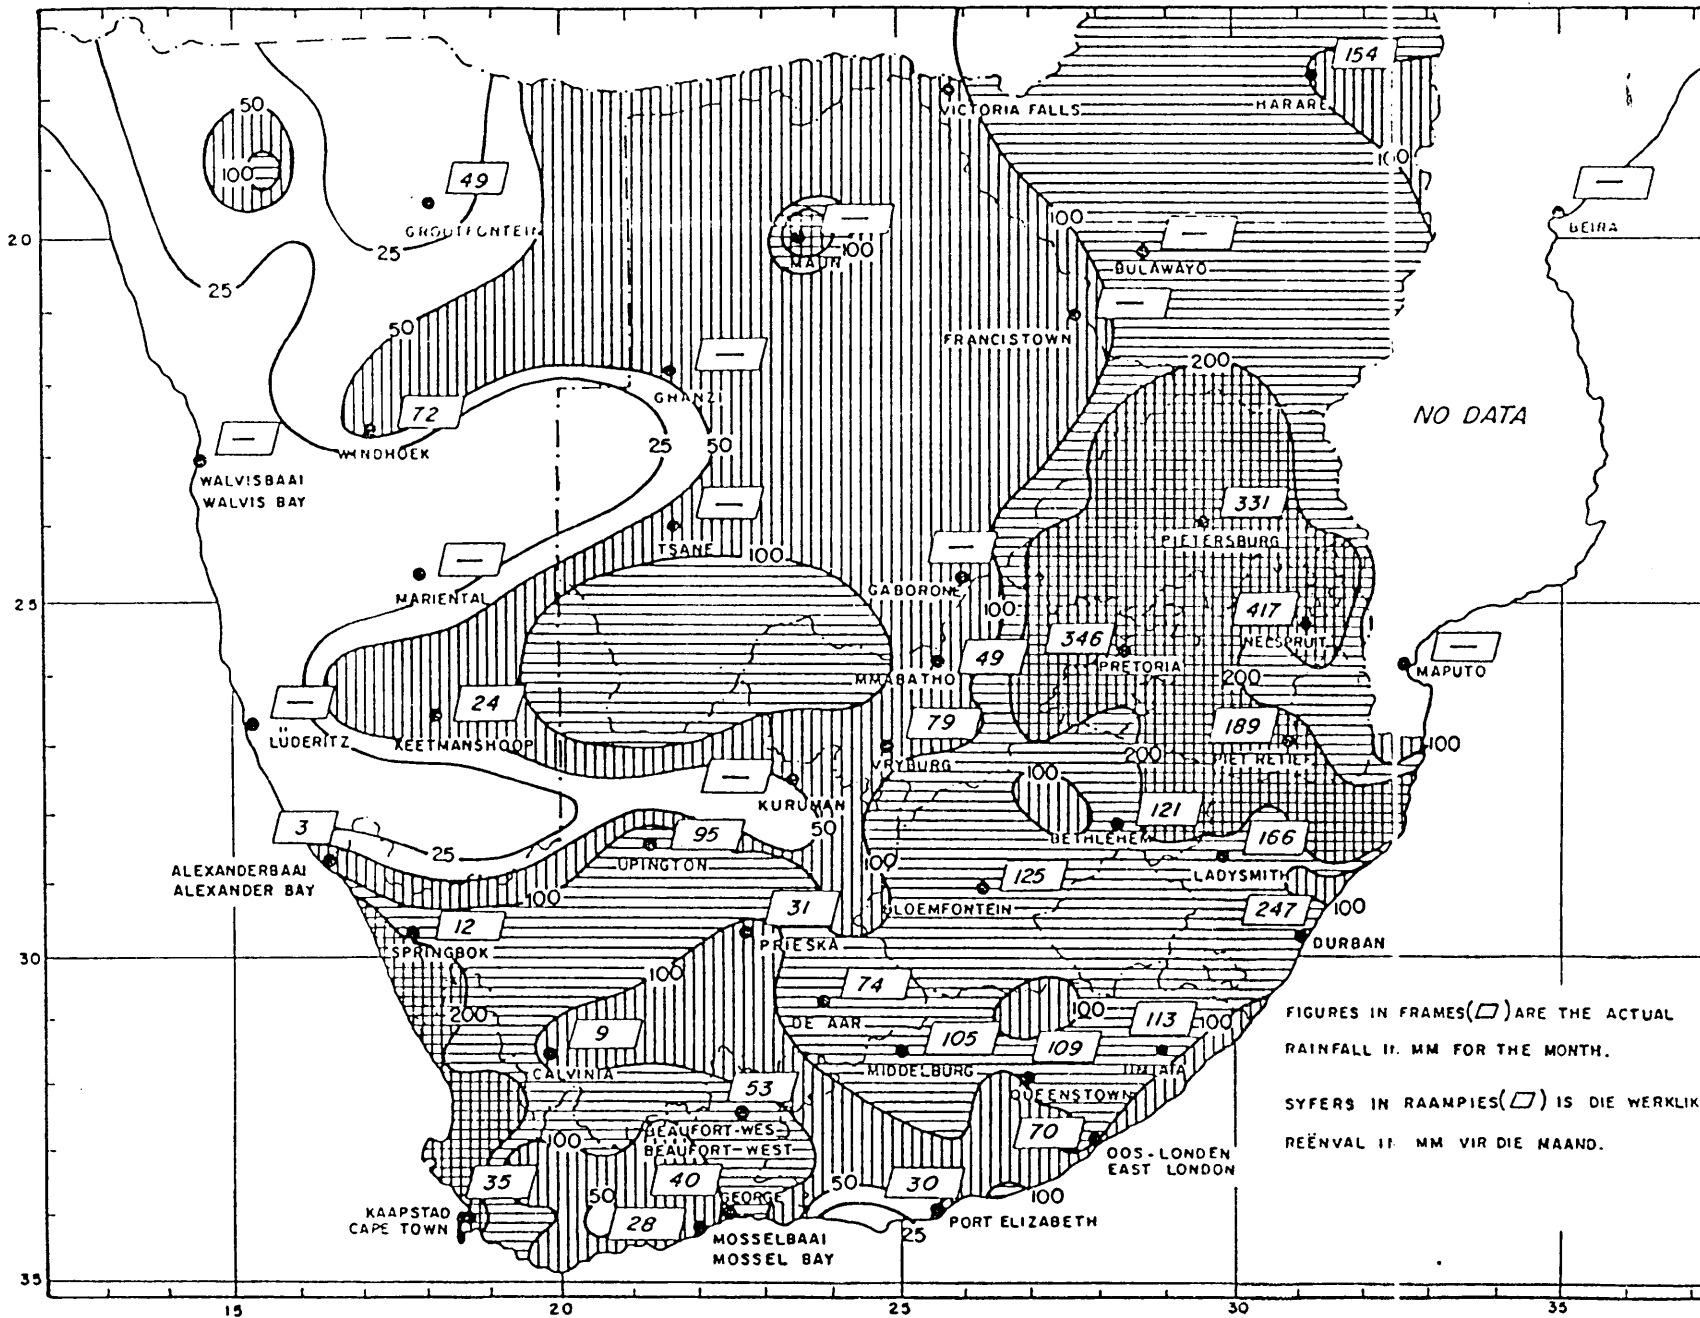 154
HARARE
VICTORIA FALLS
50
100
100
49
GROOTFONTEIN
BEIRA
100
20
25
MAUN
100
BULAWAYO
25
50
FRANCISTOWN
200
GHANZI
NO DATA
72
WINDHOEK
25
50
WALVISBAAI
WALVIS BAY
331
PIETERSBURG
TSANE
100
MARIENTAL
GABORONE
25
100
417
NELSPRUIT
346
PRETORIA
49
MMABATHO
MAPUTO
200
24
KEETMANSHOOP
LÜDERITZ
79
VRYBURG
189
PIET RETIEF
100
200
100
KURUMAN
121
BETHLEHEM
50
3
25
95
UPINGTON
166
LADYSMITH
ALEXANDERBAAI
ALEXANDER BAY
100
100
125
BLOEMFONTEIN
31
PRIESKA
247
100
DURBAN
12
SPRINGBOK
30
100
74
DE AAR
200
100
113
100
UMTATA
9
CALVINIA
105
MIDDELBURG
109
QUEENSTOWN
FIGURES IN FRAMES(▱) ARE THE ACTUAL
RAINFALL IN MM FOR THE MONTH.
SYFERS IN RAAMPIES(▱) IS DIE WERKLIK
REËNVAL IN MM VIR DIE MAAND.
53
BEAUFORT-WES
BEAUFORT-WEST
70
OOS-LONDEN
EAST LONDON
100
35
40
GEORGE
50
30
100
KAAPSTAD
CAPE TOWN
50
28
MOSSELBAAI
MOSSEL BAY
25
PORT ELIZABETH
35
15
20
25
30
35